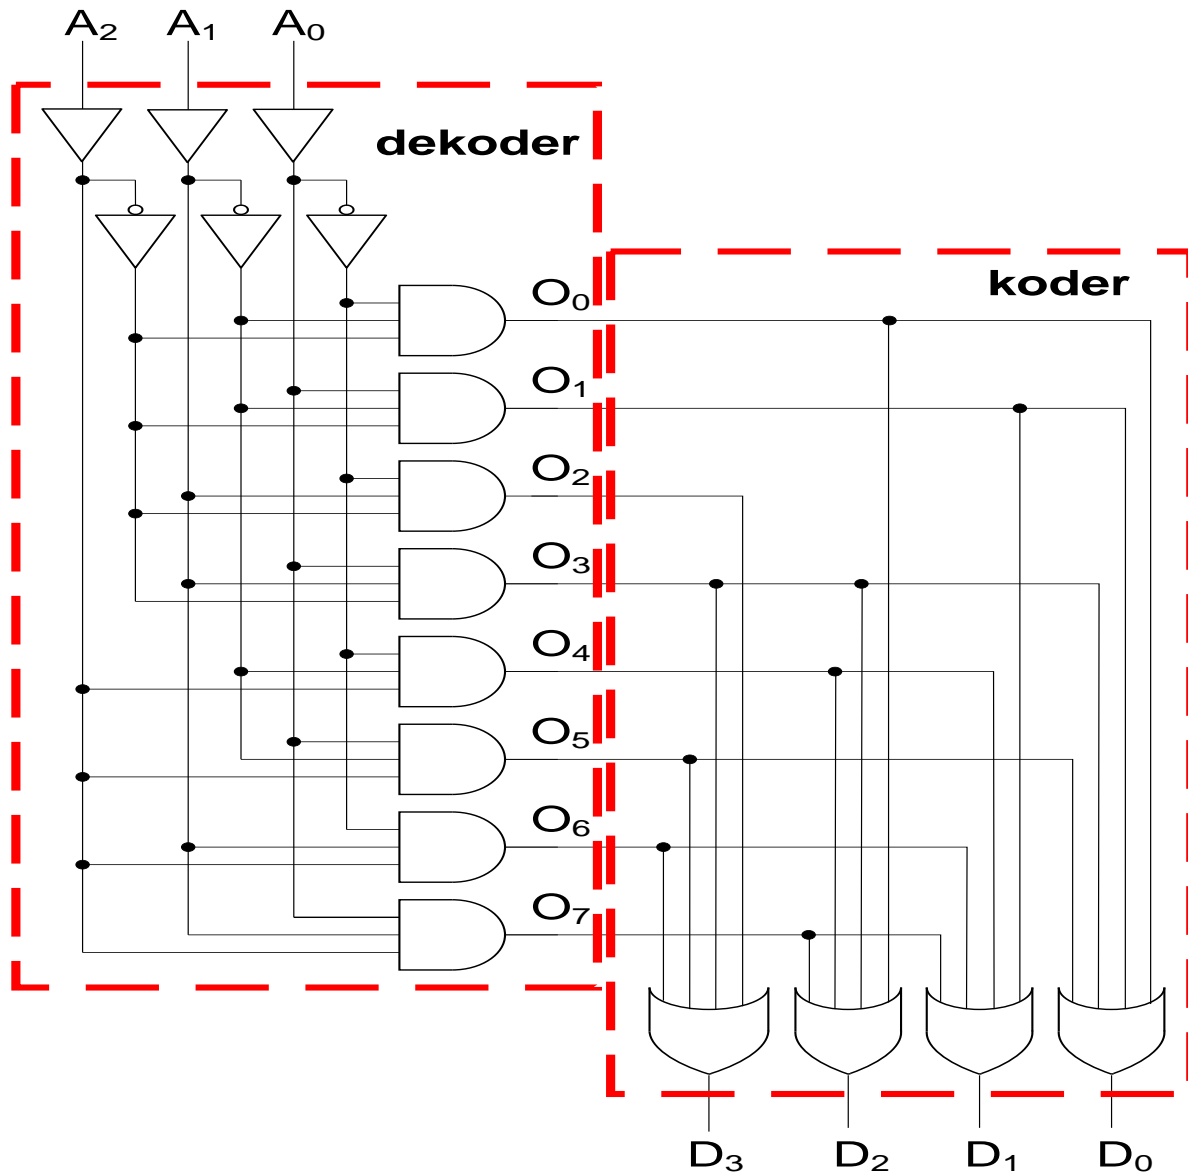 A₂ A₁ A₀
dekoder
koder
O₀
O₁
O₂
O₃
O₄
O₅
O₆
O₇
D₃ D₂ D₁ D₀